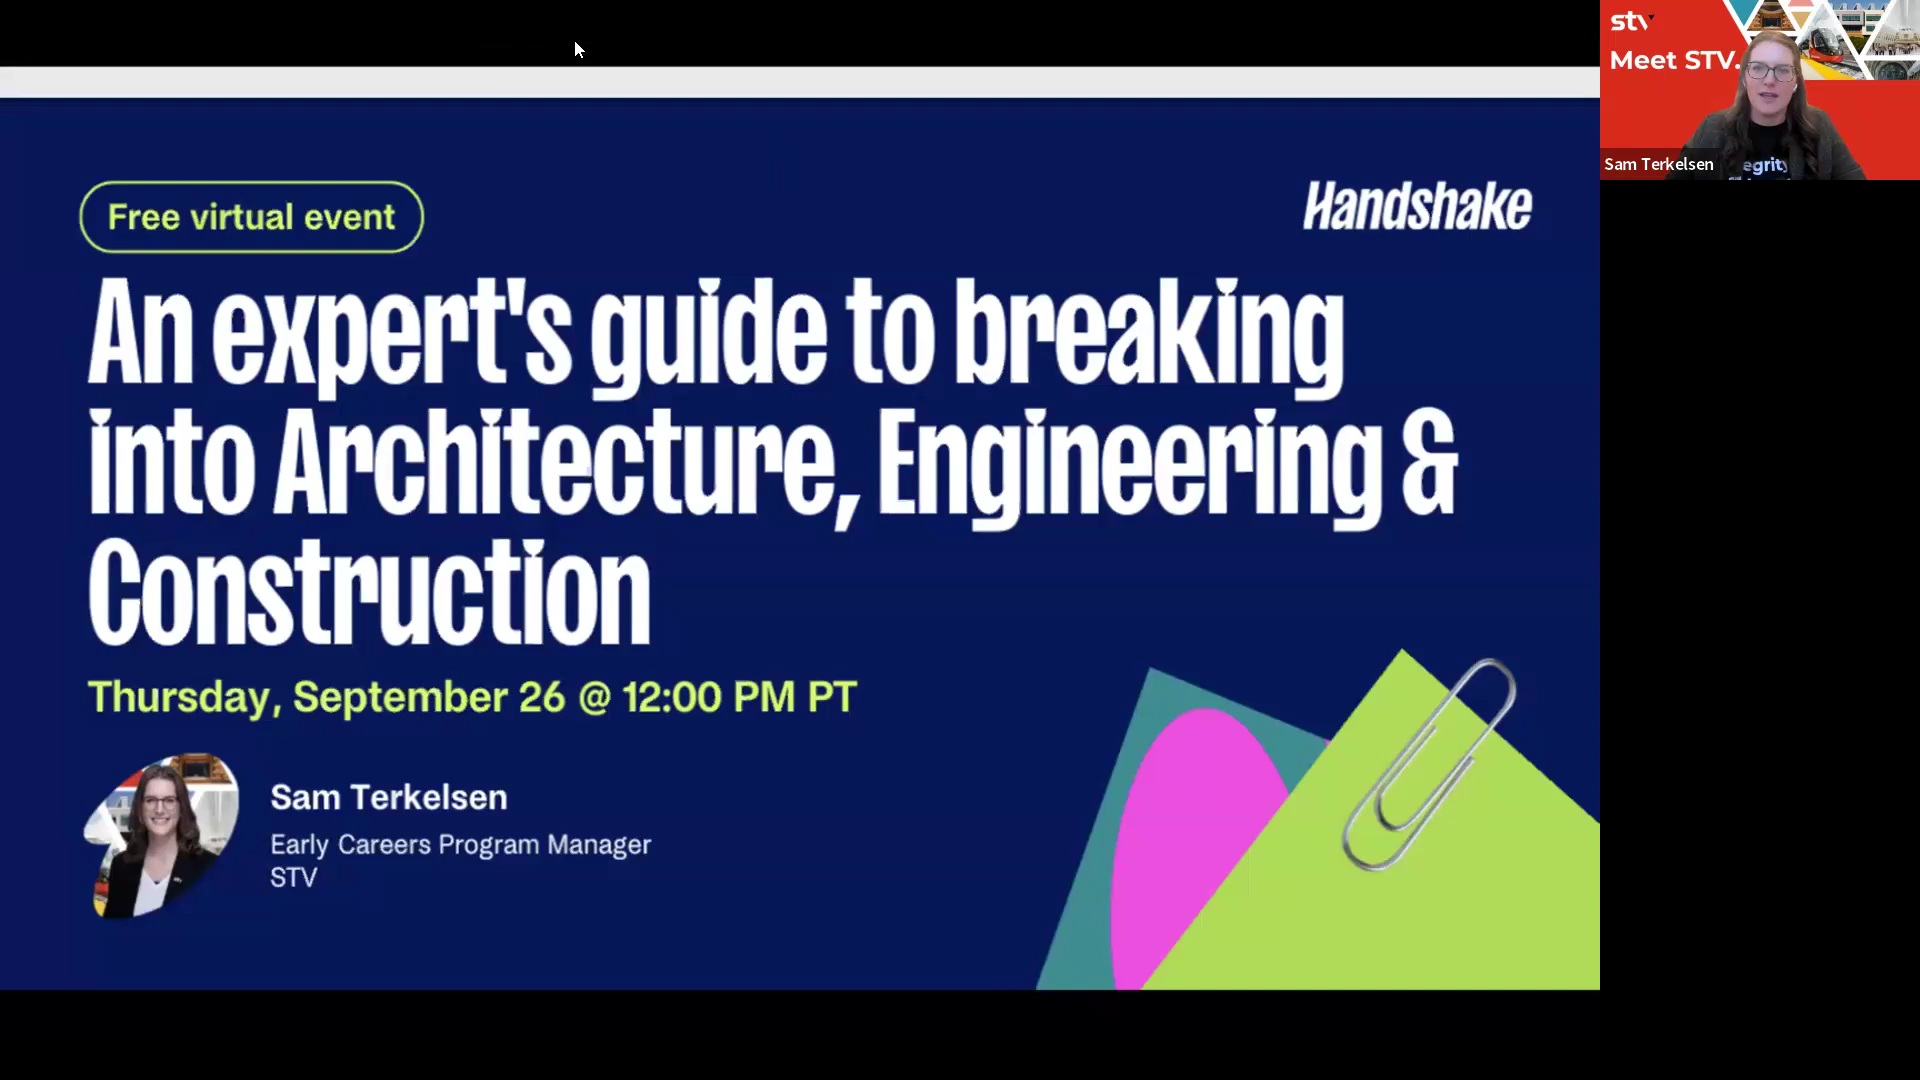 Free virtual event
Handshake
An expert's guide to breaking
into Architecture, Engineering &
Construction
Thursday, September 26 @ 12:00 PM PT
Sam Terkelsen
Early Careers Program Manager
STV
stv
Meet STV.
egrity
Sam Terkelsen